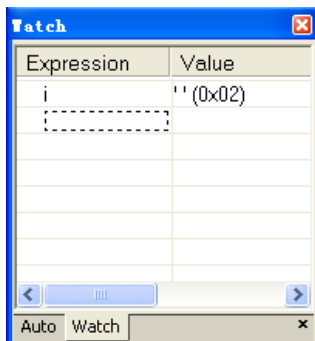 Watch
Expression Value
i ' ' (0x02)
Auto Watch